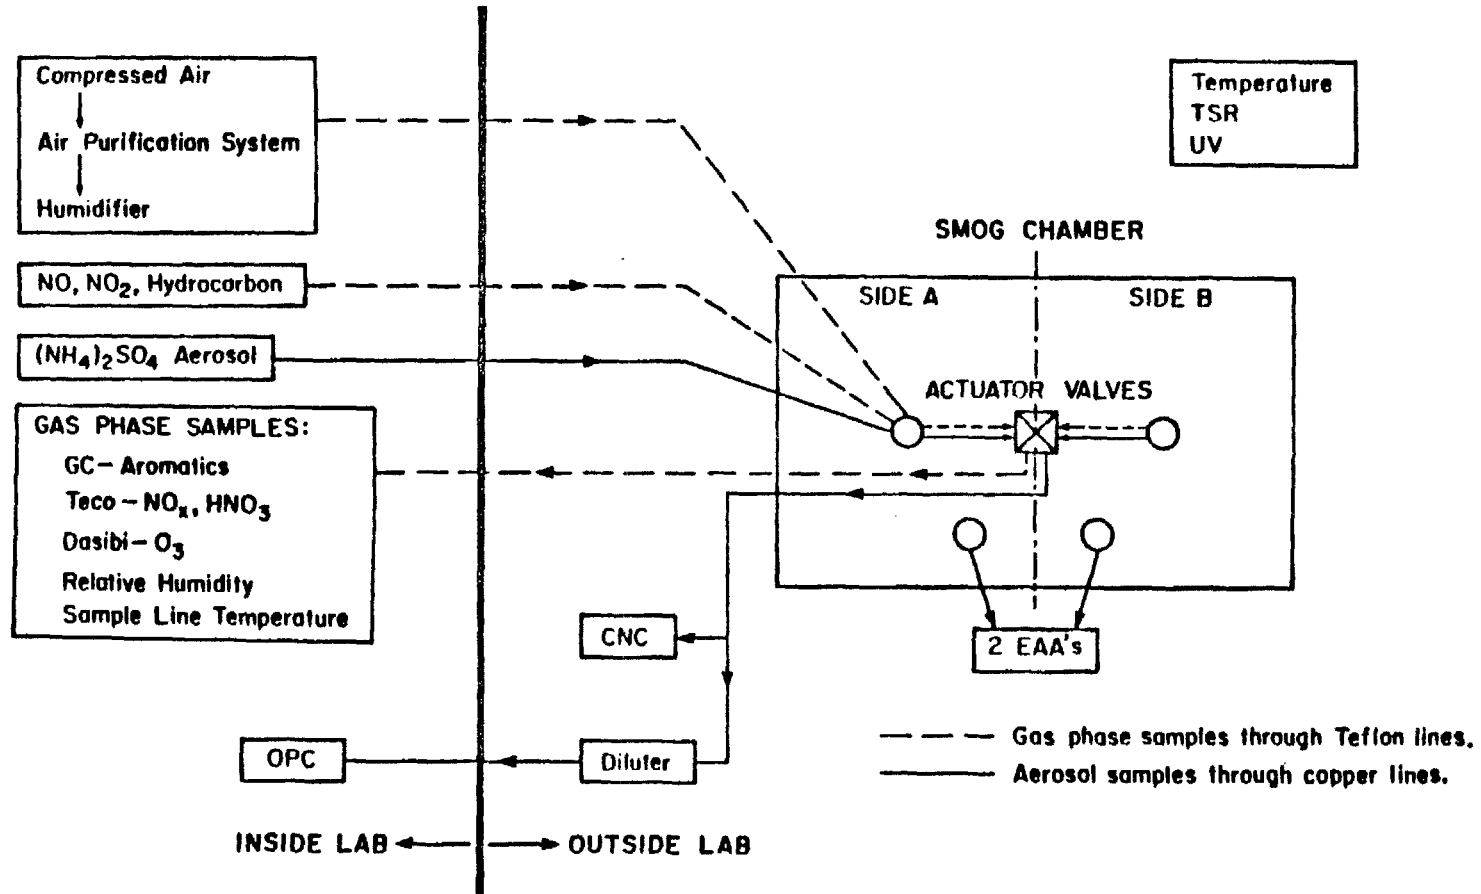 Compressed Air
Air Purification System
Humidifier
NO, NO2, Hydrocarbon
(NH4)2SO4 Aerosol
GAS PHASE SAMPLES:
GC – Aromatics
Teco – NOx, HNO3
Dasibi – O3
Relative Humidity
Sample Line Temperature
Temperature
TSR
UV
SMOG CHAMBER
SIDE A
SIDE B
ACTUATOR VALVES
CNC
2 EAA's
OPC
Diluter
Gas phase samples through Teflon lines.
Aerosol samples through copper lines.
INSIDE LAB
OUTSIDE LAB